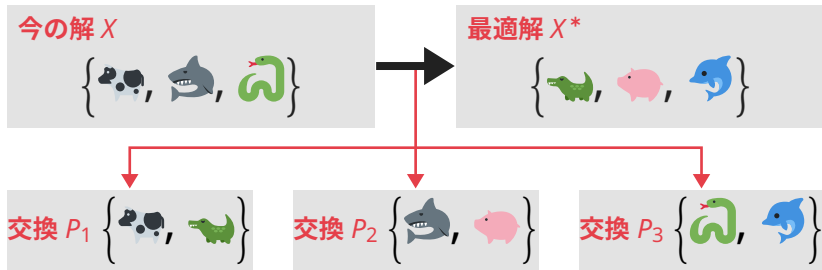 今の解 X
最適解 X*
{ , , }
{ , , }
交換 P1 { , }
交換 P2 { , }
交換 P3 { , }